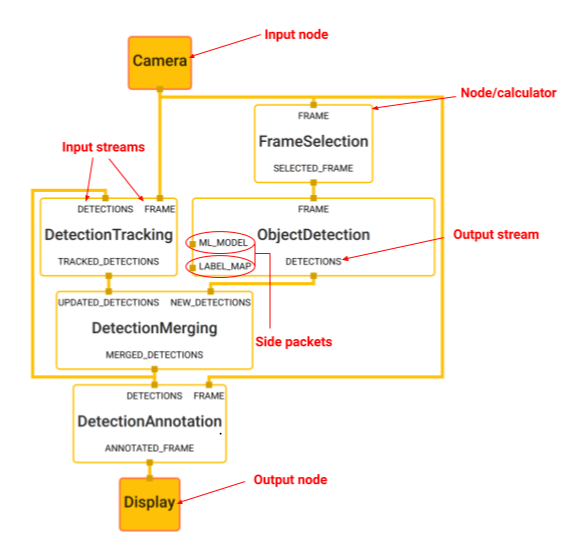 Input node
Camera
Node/calculator
FRAME
FrameSelection
SELECTED_FRAME
Input streams
DETECTIONS FRAME
DetectionTracking
TRACKED_DETECTIONS
FRAME
ObjectDetection
ML_MODEL
LABEL_MAP
DETECTIONS
Output stream
Side packets
UPDATED_DETECTIONS NEW_DETECTIONS
DetectionMerging
MERGED_DETECTIONS
DETECTIONS FRAME
DetectionAnnotation
ANNOTATED_FRAME
Output node
Display